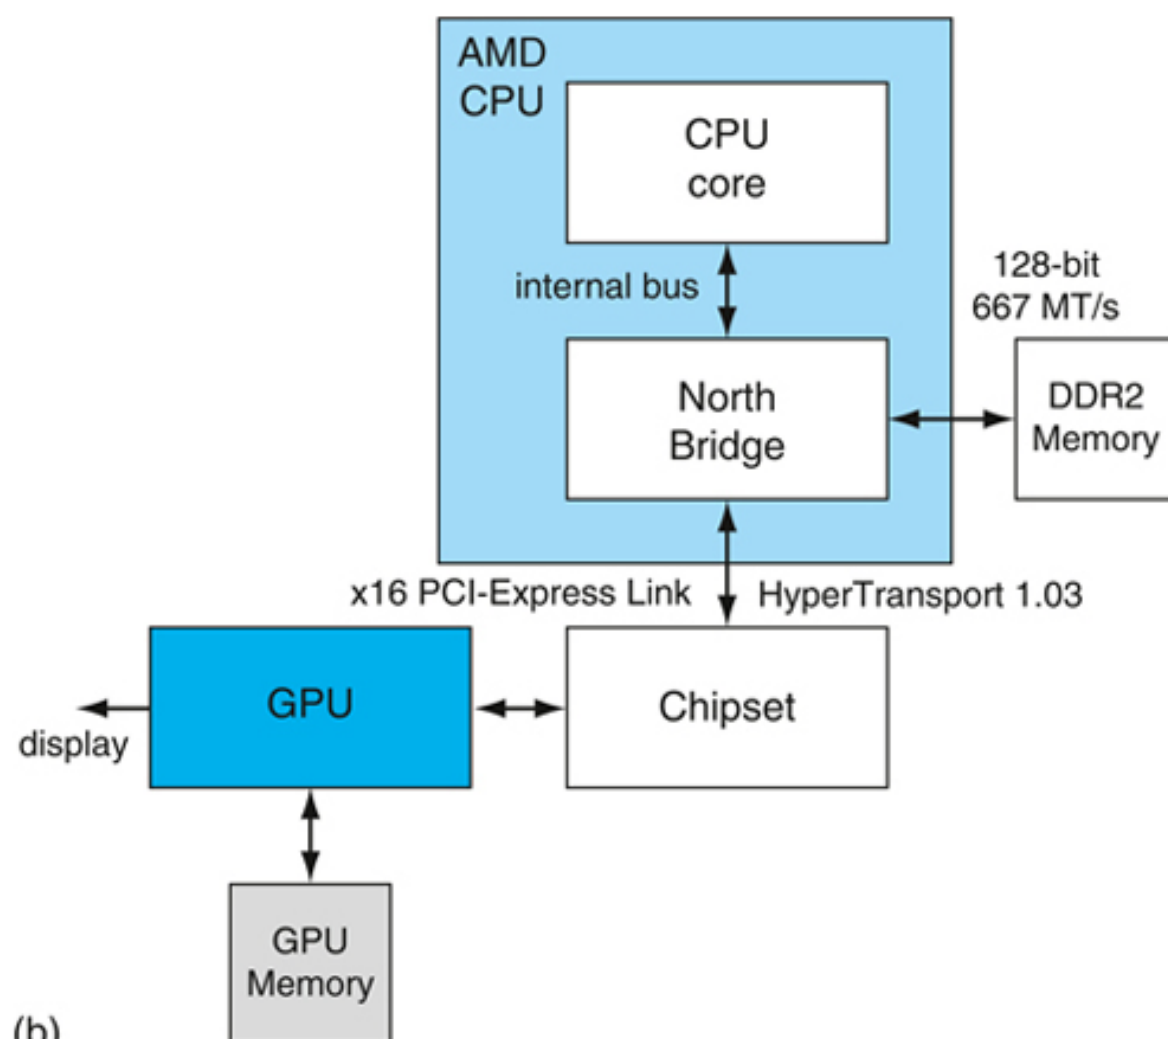 AMD
CPU
CPU
core
internal bus
128-bit
667 MT/s
North
Bridge
DDR2
Memory
x16 PCI-Express Link
HyperTransport 1.03
GPU
Chipset
display
GPU
Memory
(b)